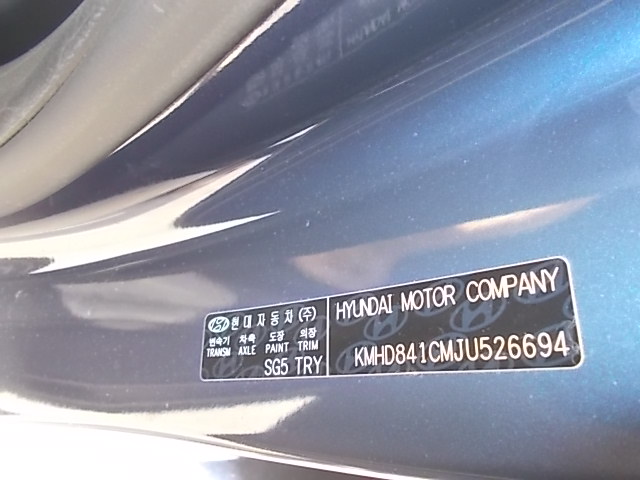 현대자동차(주)
변속기 차축 도장 의장
TRANSM AXLE PAINT TRIM
SG5 TRY
HYUNDAI MOTOR COMPANY
KMHD841CMJU526694